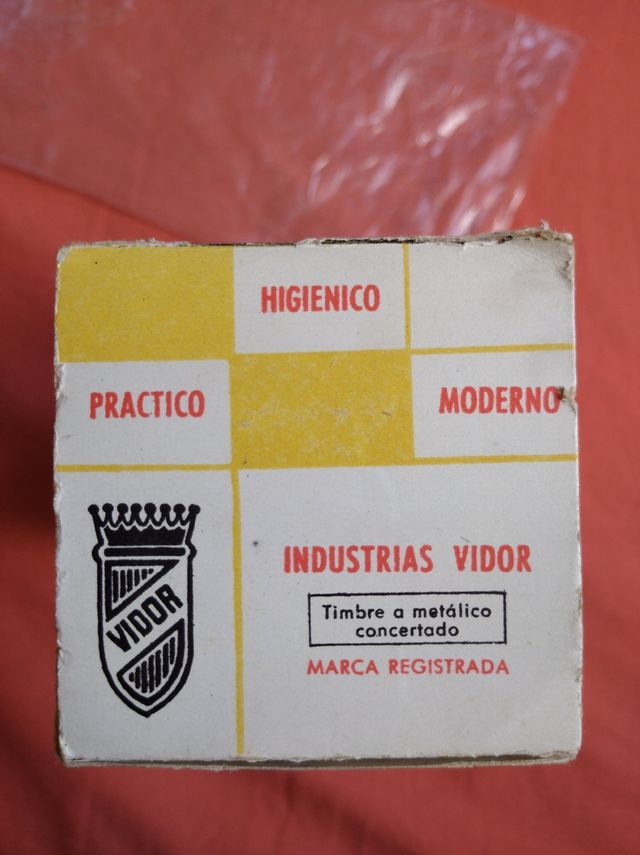 HIGIENICO
PRACTICO
MODERNO
VIDOR
INDUSTRIAS VIDOR
Timbre a metálico
concertado
MARCA REGISTRADA